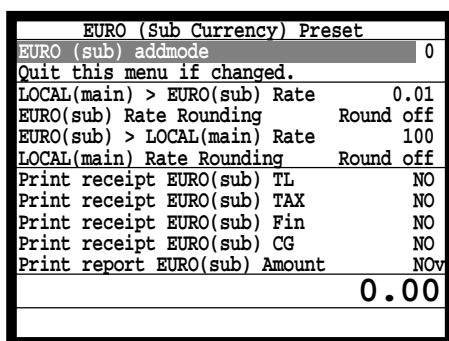 EURO (Sub Currency) Preset
EURO (sub) addmode 0
Quit this menu if changed.
LOCAL(main) > EURO(sub) Rate 0.01
EURO(sub) Rate Rounding Round off
EURO(sub) > LOCAL(main) Rate 100
LOCAL(main) Rate Rounding Round off
Print receipt EURO(sub) TL NO
Print receipt EURO(sub) TAX NO
Print receipt EURO(sub) Fin NO
Print receipt EURO(sub) CG NO
Print report EURO(sub) Amount NOv
0.00